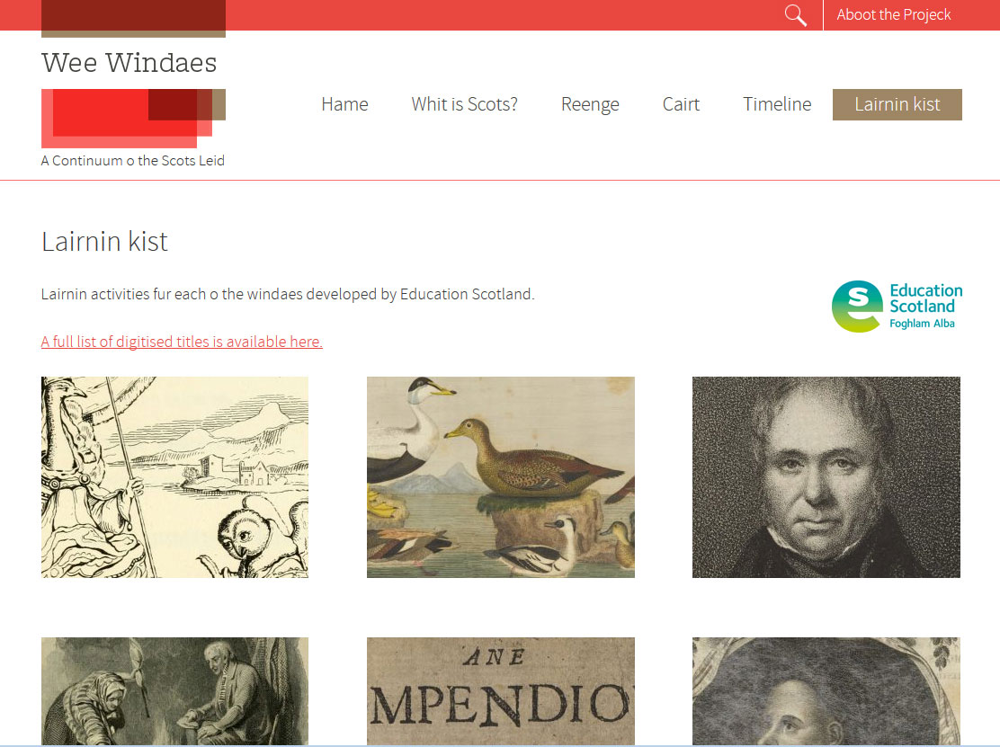 Aboot the Projeck
Wee Windaes
Hame
Whit is Scots?
Reenge
Cairt
Timeline
Lairnin kist
A Continuum o the Scots Leid
Lairnin kist
Lairnin activities fur each o the windaes developed by Education Scotland.
Education
Scotland
Foghlam Alba
A full list of digitised titles is available here.
ANE
MPENDIO